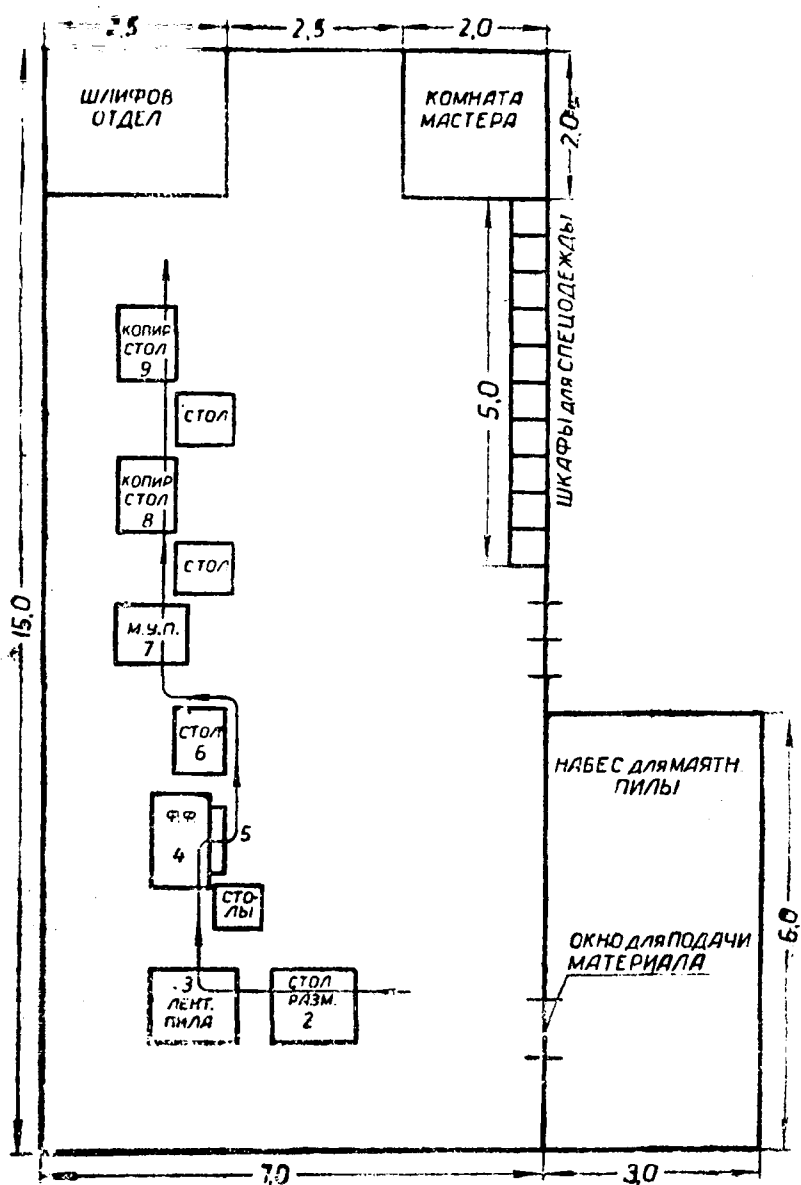 2,5
2,5
2,0
ШЛИФОВ
ОТДЕЛ
КОМНАТА
МАСТЕРА
2,0
ШКАФЫ для СПЕЦОДЕЖДЫ
КОПИР
СТОЛ
9
СТОЛ
5,0
КОПИР
СТОЛ
8
СТОЛ
15,0
М.У.П.
7
СТОЛ
6
НАВЕС для МАЯТН.
ПИЛЫ
Ф.Ф.
4
5
СТО-
ЛЫ
6,0
ОКНО для ПОДАЧИ
МАТЕРИАЛА
3
ЛЕНТ.
ПИЛА
СТОЛ
РАЗМ.
2
7,0
3,0